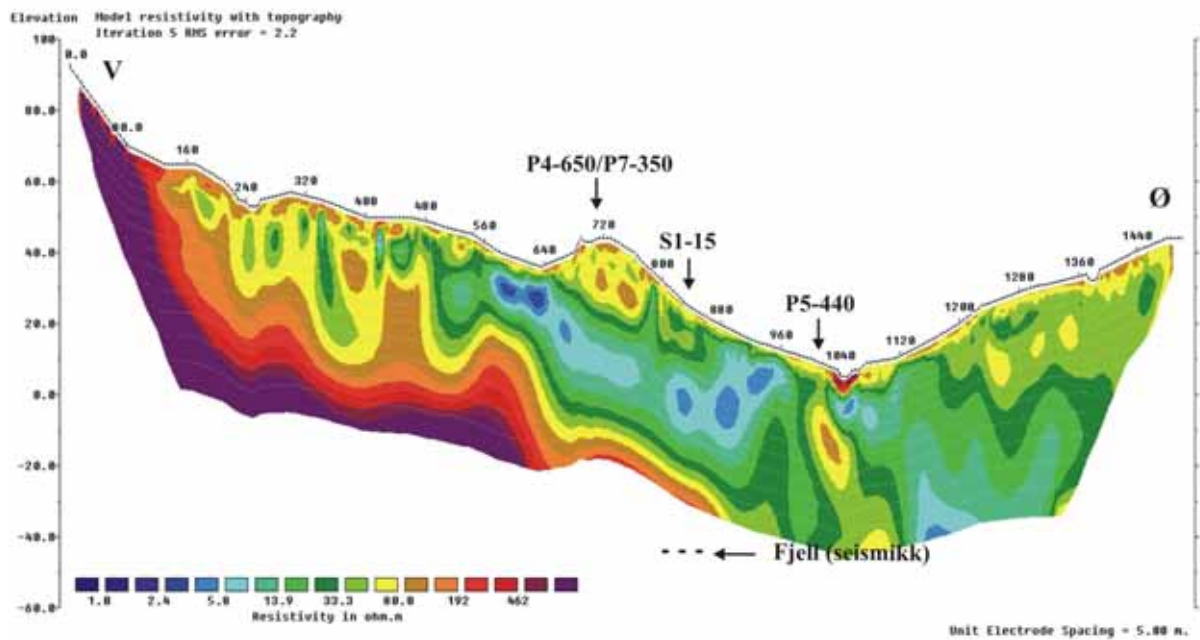 Elevation Model resistivity with topography
Iteration 5 RMS error = 2.2
100
0.0
V
80.0
80.0
160
P4-650/P7-350
60.0
240
320
400
480
560
640
720
Ø
S1-15
800
1440
40.0
1360
1280
880
P5-440
1200
20.0
960
1040
1120
0.0
-20.0
-40.0
Fjell (seismikk)
-60.0
1.0 2.4 5.8 13.9 33.3 80.0 192 462
Resistivity in ohm.m
Unit Electrode Spacing = 5.00 m.